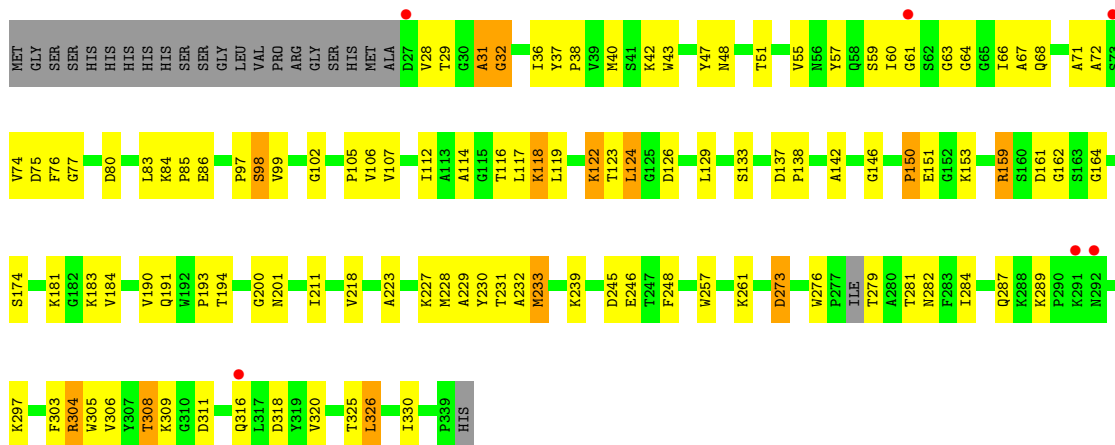 MET GLY SER SER HIS HIS HIS HIS HIS HIS SER SER GLY LEU VAL PRO ARG GLY SER HIS MET ALA D27 V28 T29 G30 A31 G32 I36 Y37 P38 V39 M40 S41 K42 W43 Y47 N48 T51 V55 N56 Y57 Q58 S59 I60 G61 S62 G63 G64 G65 I66 A67 Q68 A71 A72 S73
V74 D75 F76 G77 D80 L83 K84 P85 E86 P97 S98 V99 G102 P105 V106 V107 I112 A113 A114 G115 T116 L117 K118 L119 K122 T123 L124 G125 D126 L129 S133 D137 P138 A142 G146 P150 E151 G152 K153 R159 S160 D161 G162 S163 G164
S174 K181 G182 K183 V184 V190 Q191 W192 P193 T194 G200 N201 I211 V218 A223 K227 M228 A229 Y230 T231 A232 M233 K239 D245 E246 T247 F248 W257 K261 D273 W276 P277 ILE T279 A280 T281 N282 F283 I284 Q287 K288 K289 P290 K291 N292
K297 F303 R304 W305 V306 Y307 T308 K309 G310 D311 Q316 L317 D318 Y319 V320 T325 L326 I330 P339 HIS